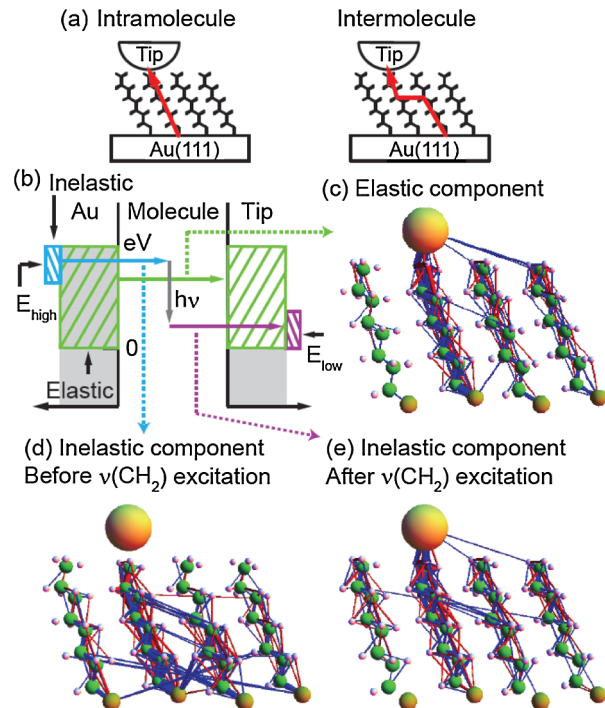 (a) Intramolecule
Intermolecule
Tip
Tip
Au(111)
Au(111)
(b) Inelastic
Au
Molecule
Tip
eV
hν
E_high
0
E_low
Elastic
(c) Elastic component
(d) Inelastic component
Before ν(CH₂) excitation
(e) Inelastic component
After ν(CH₂) excitation